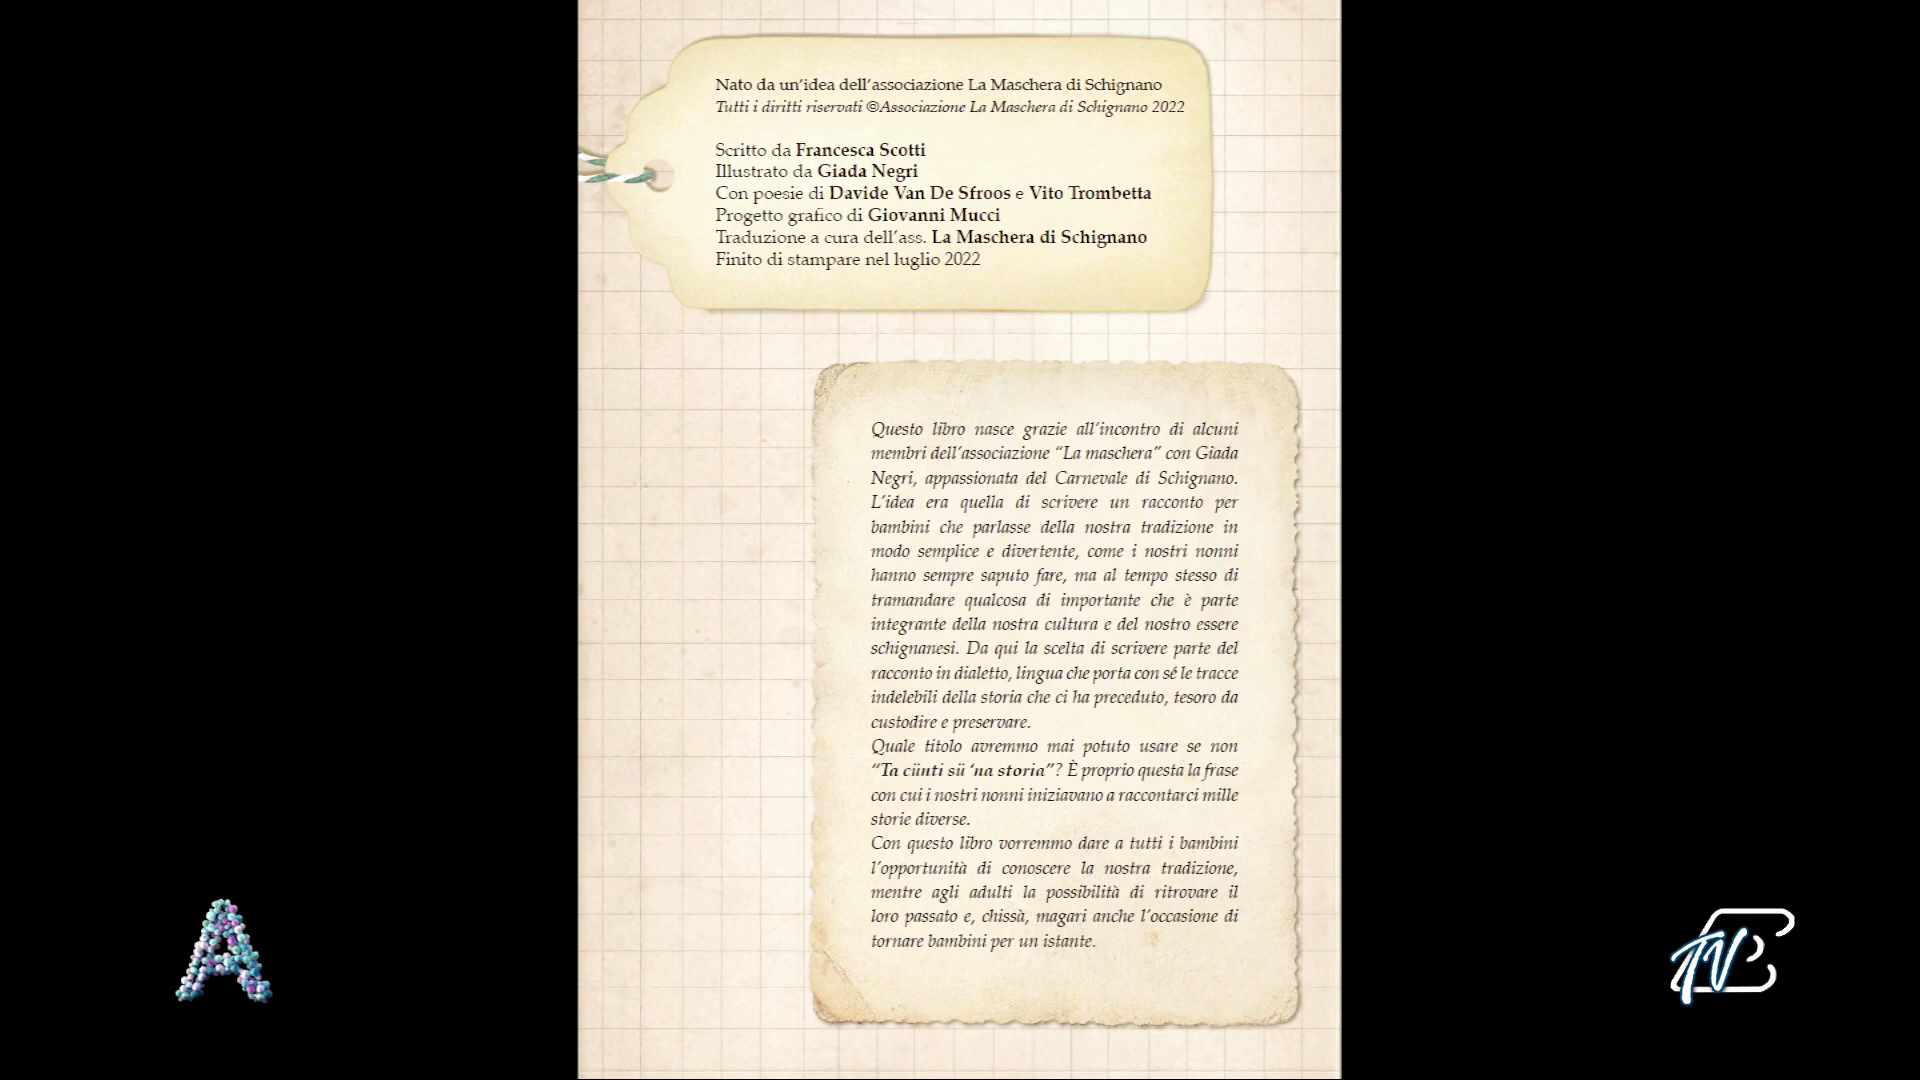 Nato da un'idea dell'associazione La Maschera di Schignano
Tutti i diritti riservati ©Associazione La Maschera di Schignano 2022
Scritto da Francesca Scotti
Illustrato da Giada Negri
Con poesie di Davide Van De Sfroos e Vito Trombetta
Progetto grafico di Giovanni Mucci
Traduzione a cura dell'ass. La Maschera di Schignano
Finito di stampare nel luglio 2022
Questo libro nasce grazie all'incontro di alcuni
membri dell'associazione “La maschera” con Giada
Negri, appassionata del Carnevale di Schignano.
L'idea era quella di scrivere un racconto per
bambini che parlasse della nostra tradizione in
modo semplice e divertente, come i nostri nonni
hanno sempre saputo fare, ma al tempo stesso di
tramandare qualcosa di importante che è parte
integrante della nostra cultura e del nostro essere
schignanesi. Da qui la scelta di scrivere parte del
racconto in dialetto, lingua che porta con sé le tracce
indelebili della storia che ci ha preceduto, tesoro da
custodire e preservare.
Quale titolo avremmo mai potuto usare se non
“Ta cünti sü ‘na storia”? È proprio questa la frase
con cui i nostri nonni iniziavano a raccontarci mille
storie diverse.
Con questo libro vorremmo dare a tutti i bambini
l'opportunità di conoscere la nostra tradizione,
mentre agli adulti la possibilità di ritrovare il
loro passato e, chissà, magari anche l'occasione di
tornare bambini per un istante.
A